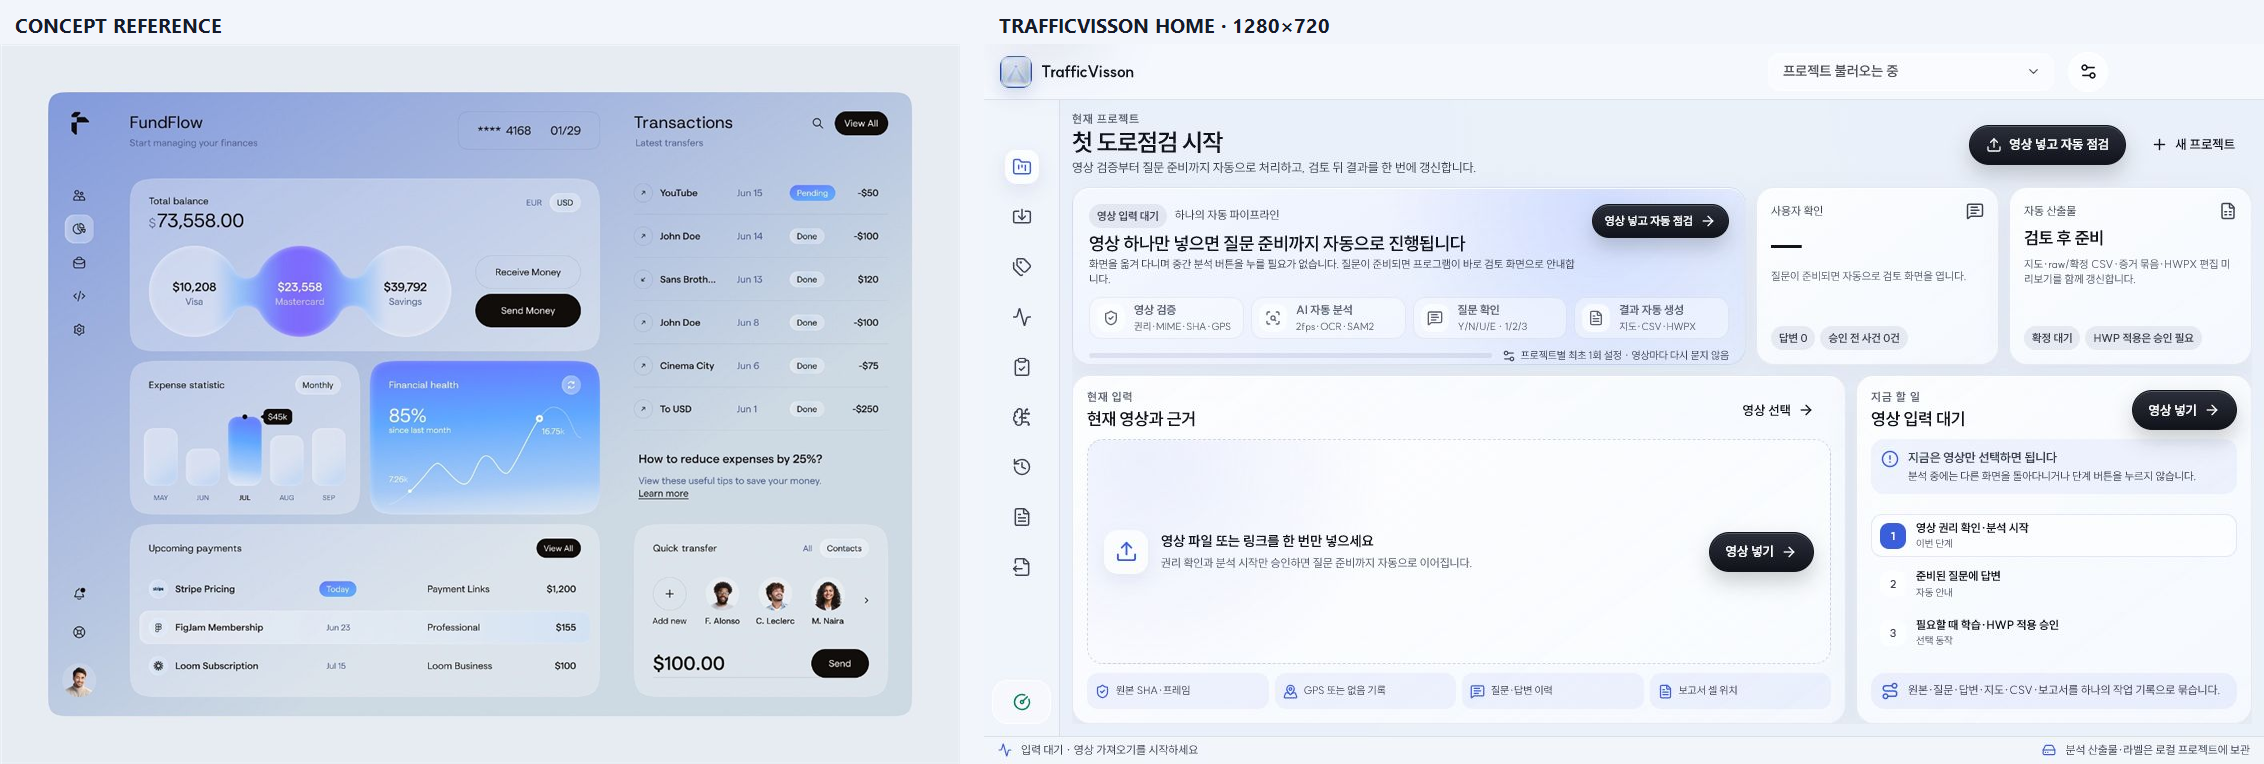 CONCEPT REFERENCE
FundFlow
Start managing your finances
**** 4168 01/29
Total balance
$73,558.00
EUR USD
$10,208
Visa
$23,558
Mastercard
$39,792
Savings
Receive Money
Send Money
Expense statistic
Monthly
$45k
MAY JUN JUL AUG SEP
Financial health
85%
since last month
16.75k
7.26k
Upcoming payments
View All
Stripe Pricing Today Payment Links $1,200
FigJam Membership Jun 23 Professional $155
Loom Subscription Jul 15 Loom Business $100
Transactions
Latest transfers
View All
YouTube Jun 15 Pending -$50
John Doe Jun 14 Done -$100
Sans Broth... Jun 13 Done $120
John Doe Jun 8 Done -$100
Cinema City Jun 6 Done -$75
To USD Jun 1 Done -$250
How to reduce expenses by 25%?
View these useful tips to save your money.
Learn more
Quick transfer
All Contacts
Add new F. Alonso C. Leclerc M. Naira
$100.00
Send
TRAFFICVISSON HOME · 1280×720
TrafficVisson
프로젝트 불러오는 중
현재 프로젝트
첫 도로점검 시작
영상 검증부터 질문 준비까지 자동으로 처리하고, 검토 뒤 결과를 한 번에 갱신합니다.
영상 넣고 자동 점검
새 프로젝트
영상 입력 대기 하나의 자동 파이프라인
영상 넣고 자동 점검
영상 하나만 넣으면 질문 준비까지 자동으로 진행됩니다
화면을 옮겨 다니며 중간 분석 버튼을 누를 필요가 없습니다. 질문이 준비되면 프로그램이 바로 검토 화면으로 안내합
니다.
영상 검증
권리·MIME·SHA·GPS
AI 자동 분석
2fps·OCR·SAM2
질문 확인
Y/N/U/E · 1/2/3
결과 자동 생성
지도·CSV·HWPX
프로젝트별 최초 1회 설정 · 영상마다 다시 묻지 않음
사용자 확인
—
질문이 준비되면 자동으로 검토 화면을 엽니다.
답변 0 승인 전 사건 0건
자동 산출물
검토 후 준비
지도·raw/확정 CSV·증거 묶음·HWPX 편집 미
리보기를 함께 갱신합니다.
확정 대기 HWP 적용은 승인 필요
현재 입력
현재 영상과 근거
영상 선택
영상 파일 또는 링크를 한 번만 넣으세요
권리 확인과 분석 시작만 승인하면 질문 준비까지 자동으로 이어집니다.
영상 넣기
원본 SHA·프레임
GPS 또는 없음 기록
질문·답변 이력
보고서 셀 위치
지금 할 일
영상 입력 대기
영상 넣기
지금은 영상만 선택하면 됩니다
분석 중에는 다른 화면을 돌아다니거나 단계 버튼을 누르지 않습니다.
1 영상 권리 확인·분석 시작
이번 단계
2 준비된 질문에 답변
자동 안내
3 필요할 때 학습·HWP 적용 승인
선택 동작
원본·질문·답변·지도·CSV·보고서를 하나의 작업 기록으로 묶습니다.
입력 대기 · 영상 가져오기를 시작하세요
분석 산출물·라벨은 로컬 프로젝트에 보관